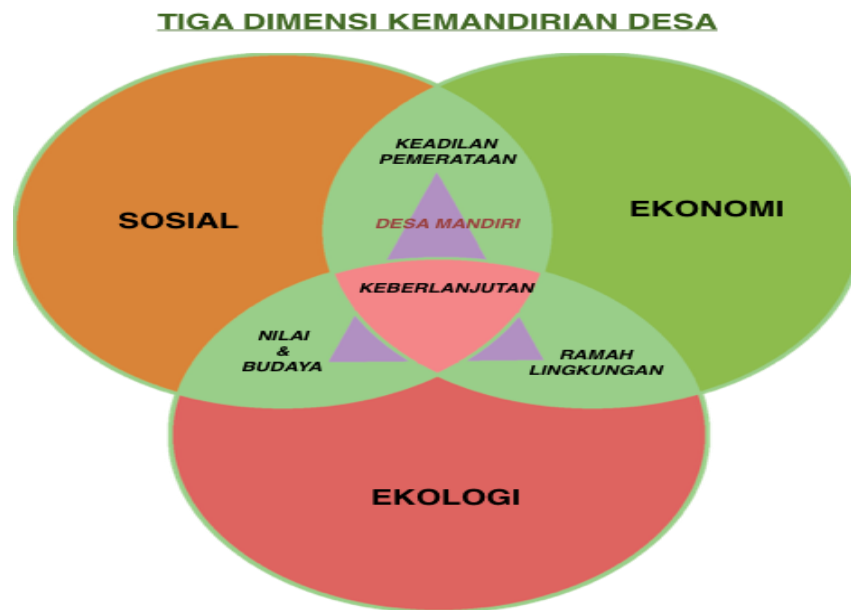 TIGA DIMENSI KEMANDIRIAN DESA
KEADILAN
PEMERATAAN
SOSIAL
EKONOMI
DESA MANDIRI
KEBERLANJUTAN
NILAI
&
BUDAYA
RAMAH
LINGKUNGAN
EKOLOGI